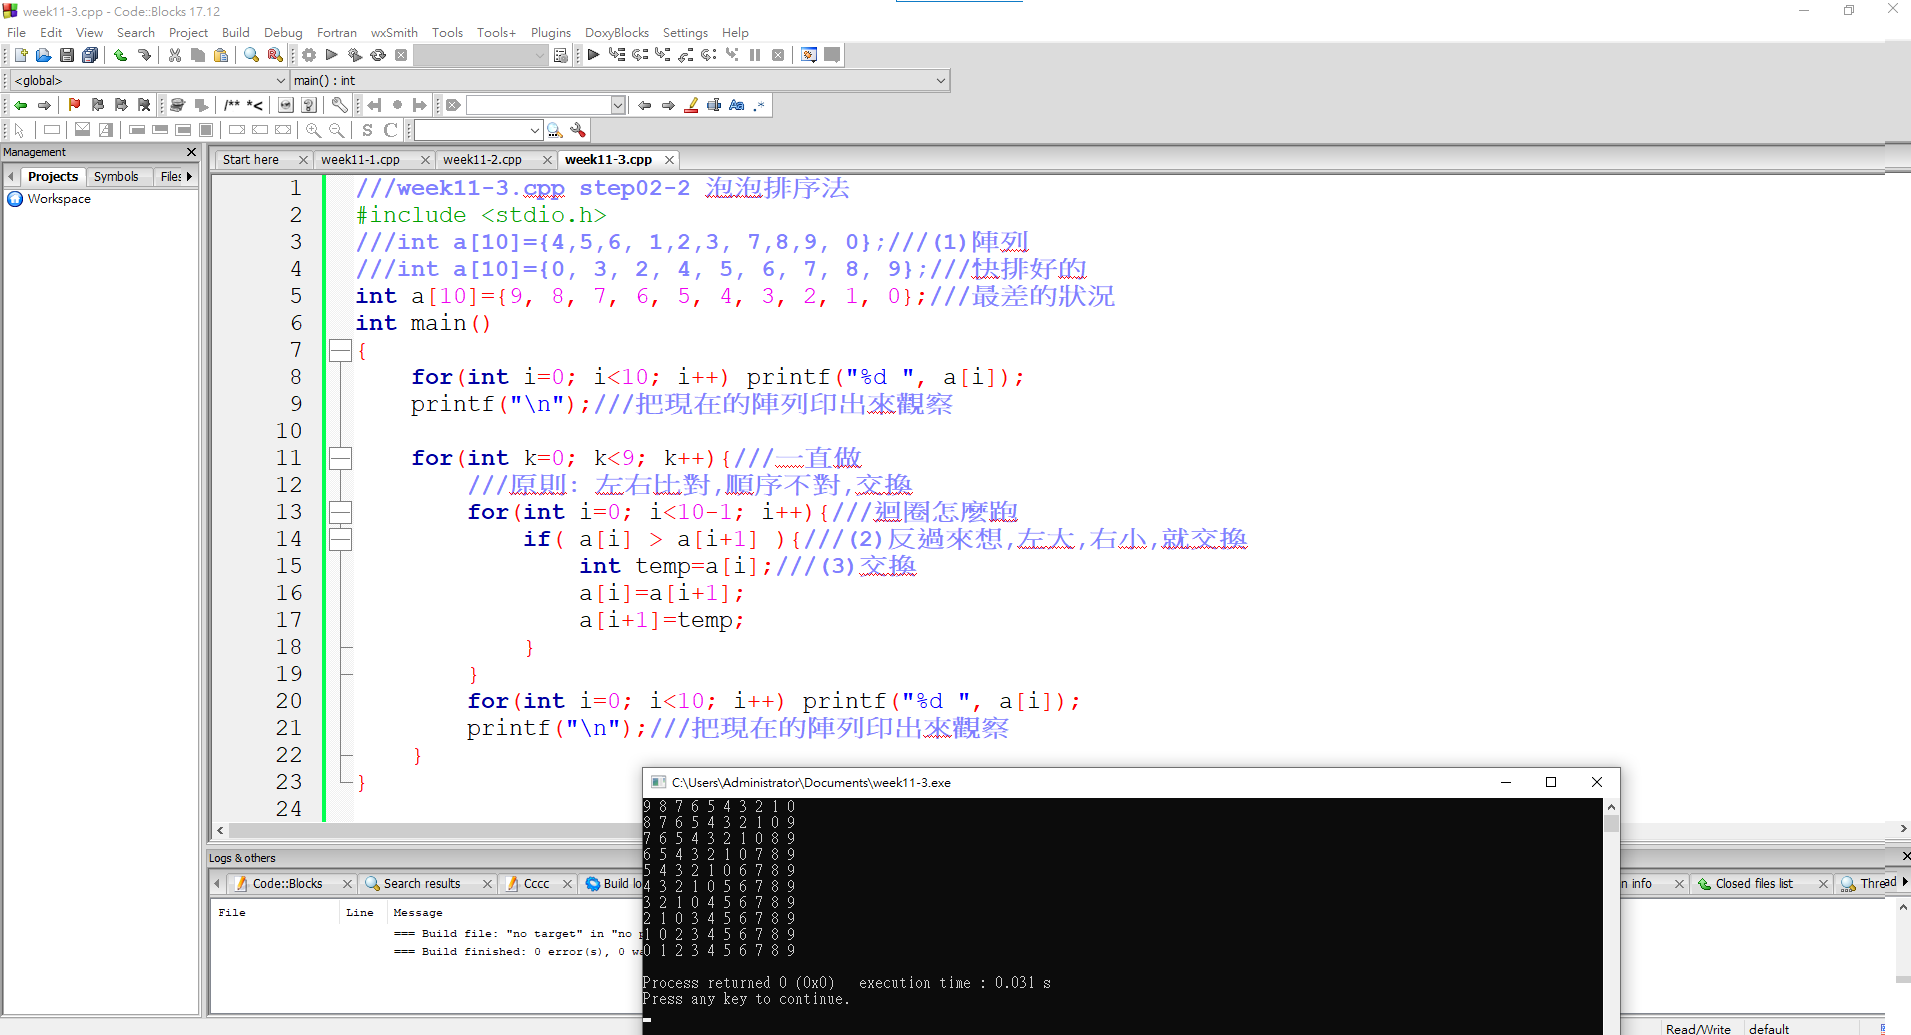 week11-3.cpp - Code::Blocks 17.12
File Edit View Search Project Build Debug Fortran wxSmith Tools Tools+ Plugins DoxyBlocks Settings Help
<global> main() : int
/** *<
S C
Management
Projects Symbols Files
Workspace
Start here week11-1.cpp week11-2.cpp week11-3.cpp
1 ///week11-3.cpp step02-2 泡泡排序法
2 #include <stdio.h>
3 ///int a[10]={4,5,6, 1,2,3, 7,8,9, 0};///(1)陣列
4 ///int a[10]={0, 3, 2, 4, 5, 6, 7, 8, 9};///快排好的
5 int a[10]={9, 8, 7, 6, 5, 4, 3, 2, 1, 0};///最差的狀況
6 int main()
7 {
8 for(int i=0; i<10; i++) printf("%d ", a[i]);
9 printf("\n");///把現在的陣列印出來觀察
10
11 for(int k=0; k<9; k++){///一直做
12 ///原則: 左右比對,順序不對,交換
13 for(int i=0; i<10-1; i++){///迴圈怎麼跑
14 if( a[i] > a[i+1] ){///(2)反過來想,左大,右小,就交換
15 int temp=a[i];///(3)交換
16 a[i]=a[i+1];
17 a[i+1]=temp;
18 }
19 }
20 for(int i=0; i<10; i++) printf("%d ", a[i]);
21 printf("\n");///把現在的陣列印出來觀察
22 }
23 }
24
C:\Users\Administrator\Documents\week11-3.exe
9 8 7 6 5 4 3 2 1 0
8 7 6 5 4 3 2 1 0 9
7 6 5 4 3 2 1 0 8 9
6 5 4 3 2 1 0 7 8 9
5 4 3 2 1 0 6 7 8 9
4 3 2 1 0 5 6 7 8 9
3 2 1 0 4 5 6 7 8 9
2 1 0 3 4 5 6 7 8 9
1 0 2 3 4 5 6 7 8 9
0 1 2 3 4 5 6 7 8 9
Process returned 0 (0x0) execution time : 0.031 s
Press any key to continue.
Logs & others
Code::Blocks Search results Cccc Build lo n info Closed files list Thread
File Line Message
=== Build file: "no target" in "no p
=== Build finished: 0 error(s), 0 wa
Read/Write default